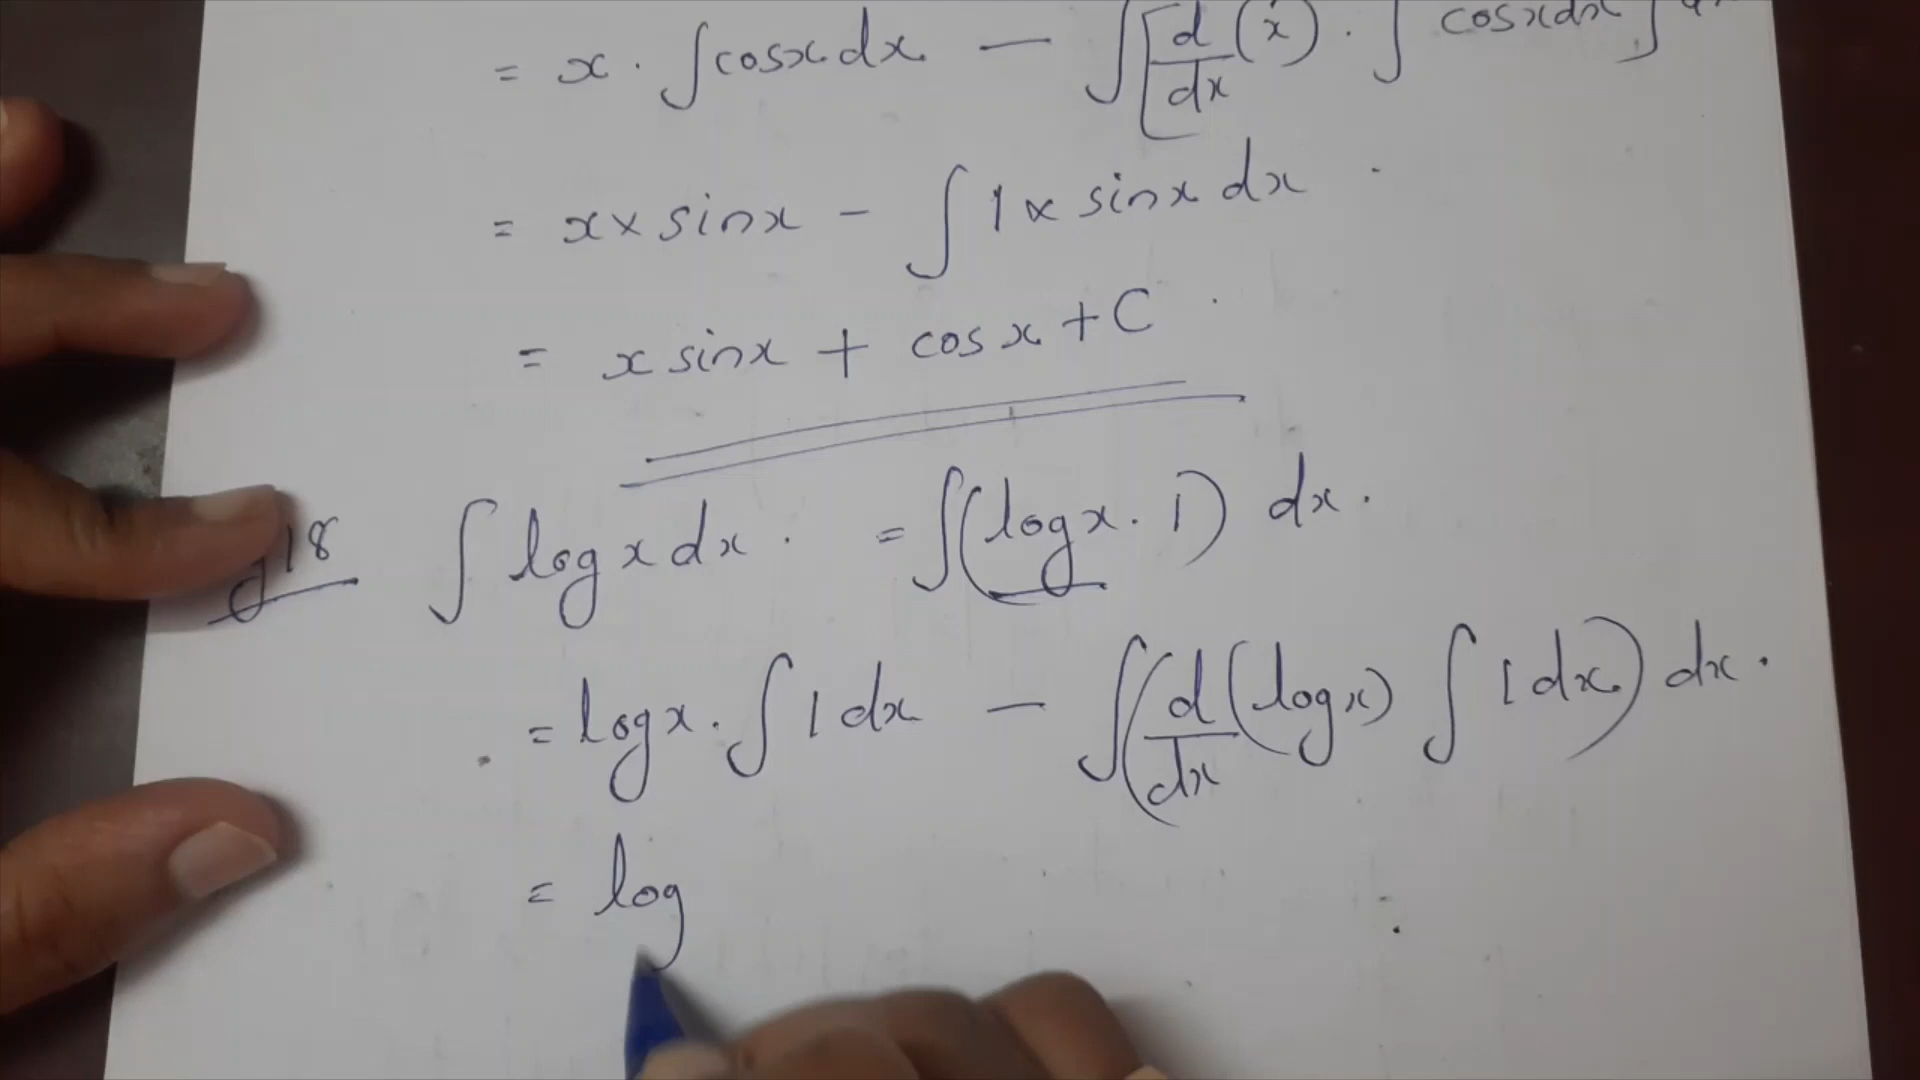 = x · ∫ cosx dx — ∫ [ d/dx (x) · ∫ cosx dx ]
= x × sinx - ∫ 1 × sinx dx
= x sinx + cosx + C
18 ∫ log x dx. = ∫ (log x · 1) dx.
= log x · ∫ 1 dx — ∫ ( d/dx (log x) ∫ 1 dx ) dx.
= log